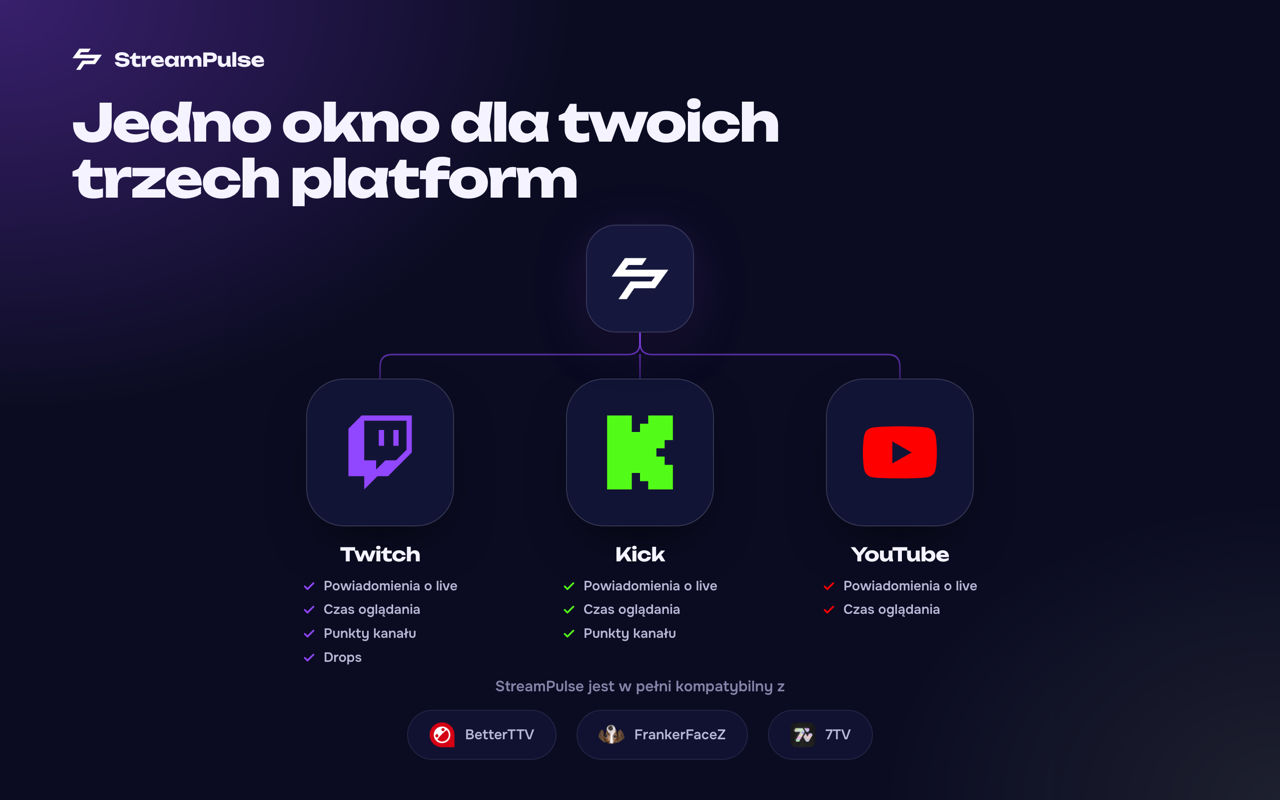 StreamPulse
Jedno okno dla twoich
trzech platform
Twitch
Powiadomienia o live
Czas oglądania
Punkty kanału
Drops
Kick
Powiadomienia o live
Czas oglądania
Punkty kanału
YouTube
Powiadomienia o live
Czas oglądania
StreamPulse jest w pełni kompatybilny z
BetterTTV
FrankerFaceZ
7TV